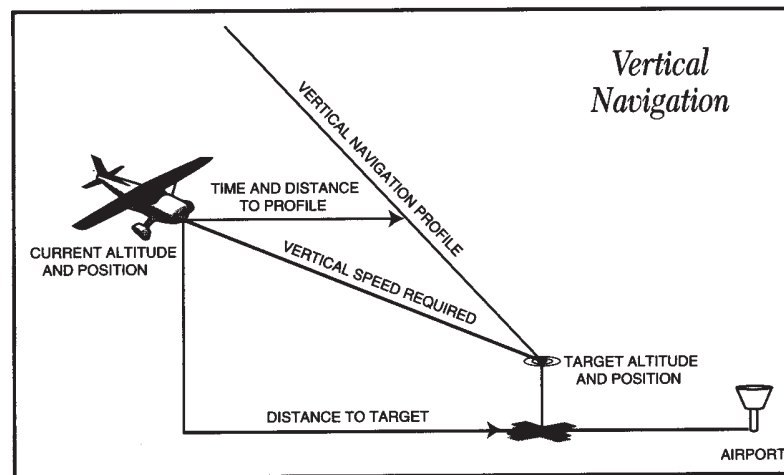 Vertical
Navigation
VERTICAL NAVIGATION PROFILE
TIME AND DISTANCE
TO PROFILE
CURRENT ALTITUDE
AND POSITION
VERTICAL SPEED REQUIRED
TARGET ALTITUDE
AND POSITION
DISTANCE TO TARGET
AIRPORT